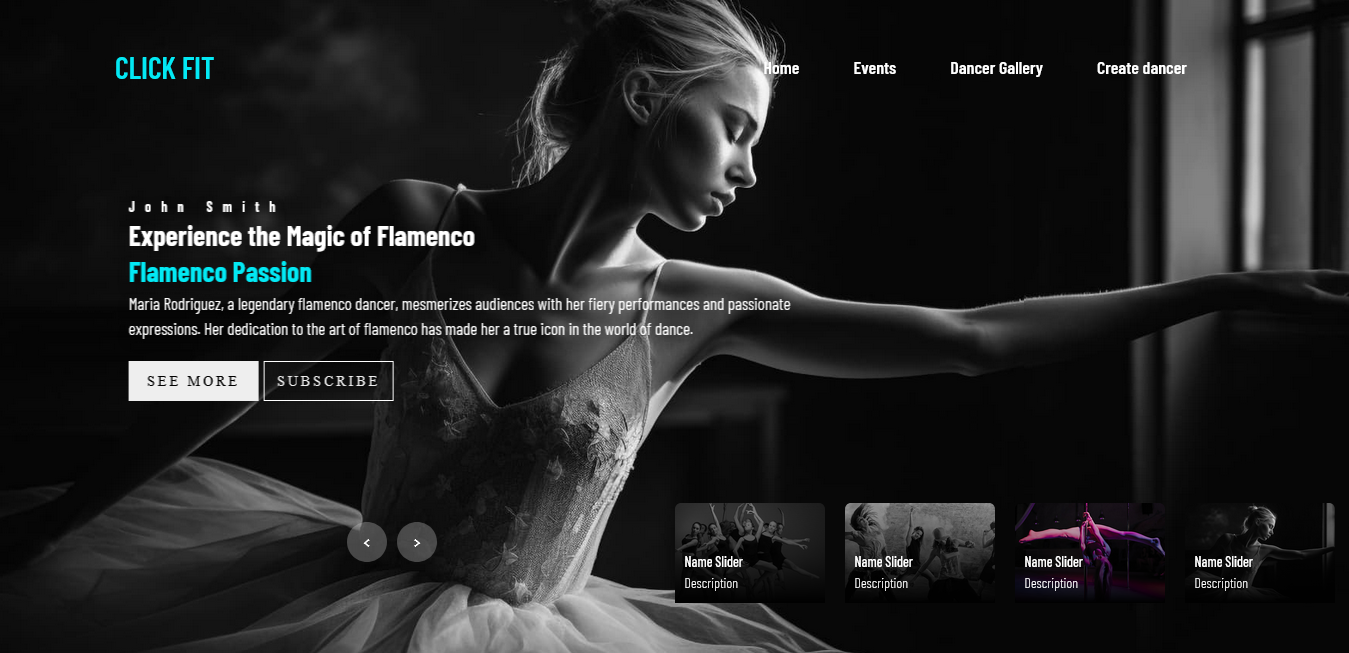 CLICK FIT
Home
Events
Dancer Gallery
Create dancer
John Smith
Experience the Magic of Flamenco
Flamenco Passion
Maria Rodriguez, a legendary flamenco dancer, mesmerizes audiences with her fiery performances and passionate
expressions. Her dedication to the art of flamenco has made her a true icon in the world of dance.
SEE MORE
SUBSCRIBE
<
>
Name Slider
Description
Name Slider
Description
Name Slider
Description
Name Slider
Description